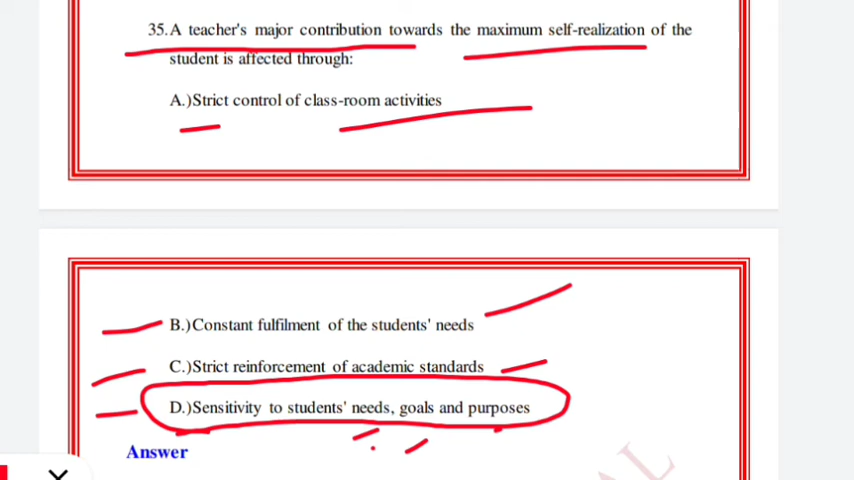 35.A teacher's major contribution towards the maximum self-realization of the
student is affected through:
A.)Strict control of class-room activities
B.)Constant fulfilment of the students' needs
C.)Strict reinforcement of academic standards
D.)Sensitivity to students' needs, goals and purposes
Answer